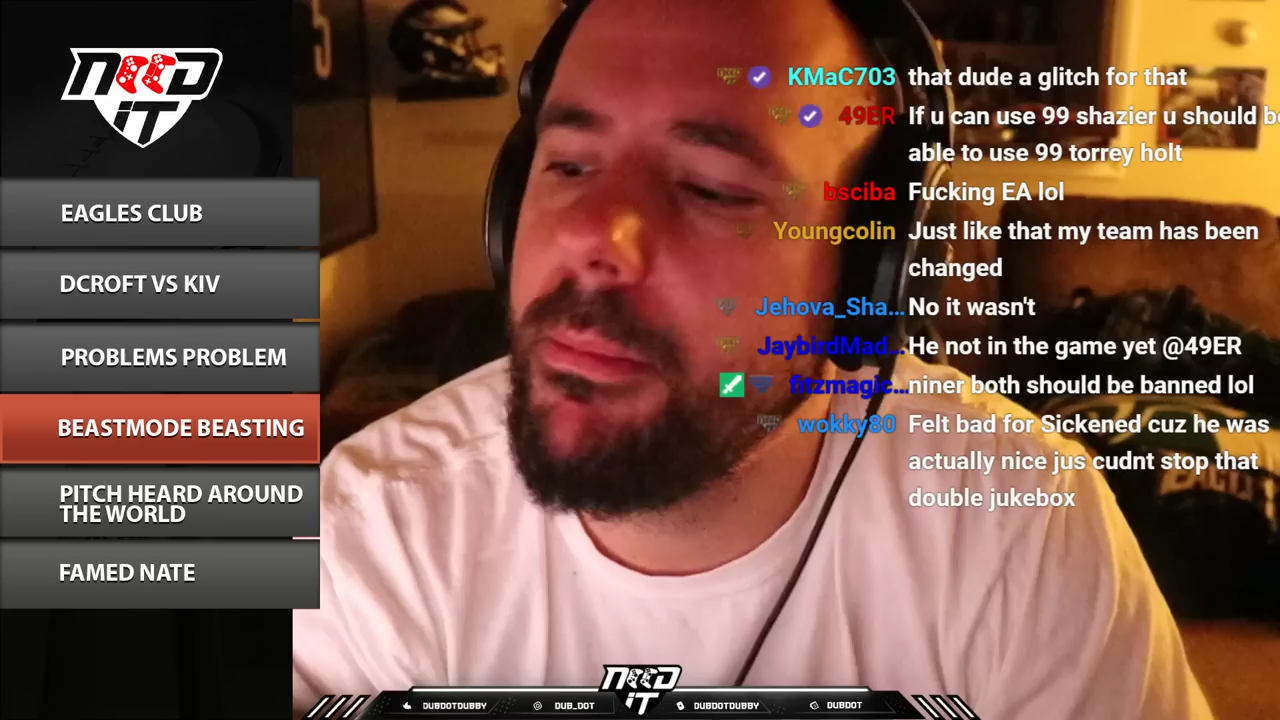 NEED
iT
EAGLES CLUB
DCROFT VS KIV
PROBLEMS PROBLEM
BEASTMODE BEASTING
PITCH HEARD AROUND
THE WORLD
FAMED NATE
KMaC703 that dude a glitch for that
49ER If u can use 99 shazier u should be
able to use 99 torrey holt
bsciba Fucking EA lol
Youngcolin Just like that my team has been
changed
Jehova_Sha... No it wasn't
JaybirdMad... He not in the game yet @49ER
fitzmagic... niner both should be banned lol
wokky80 Felt bad for Sickened cuz he was
actually nice jus cudnt stop that
double jukebox
NEED
iT
DUBDOTDUBBY DUB_DOT DUBDOTDUBBY DUBDOT